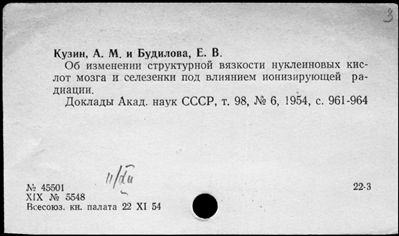 3
Кузин, А. М. и Будилова, Е. В.
Об изменении структурной вязкости нуклеиновых кис-
лот мозга и селезенки под влиянием ионизирующей ра-
диации.
Доклады Акад. наук СССР, т. 98, № 6, 1954, с. 961-964
№ 45501
XIX № 5548
Всесоюз. кн. палата 22 XI 54
22-3